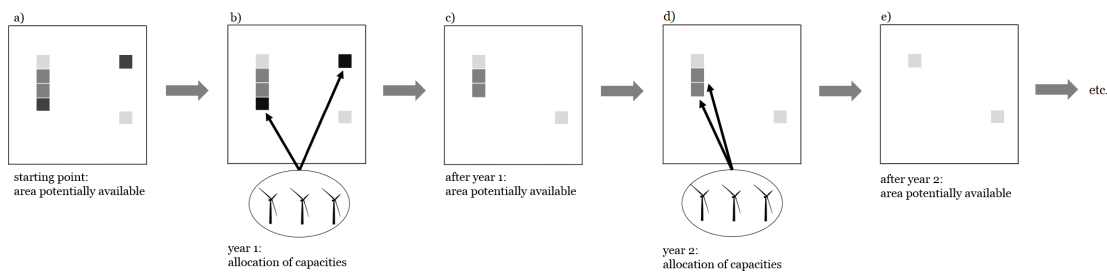 a)
b)
c)
d)
e)
etc.
starting point:
area potentially available
year 1:
allocation of capacities
after year 1:
area potentially available
year 2:
allocation of capacities
after year 2:
area potentially available